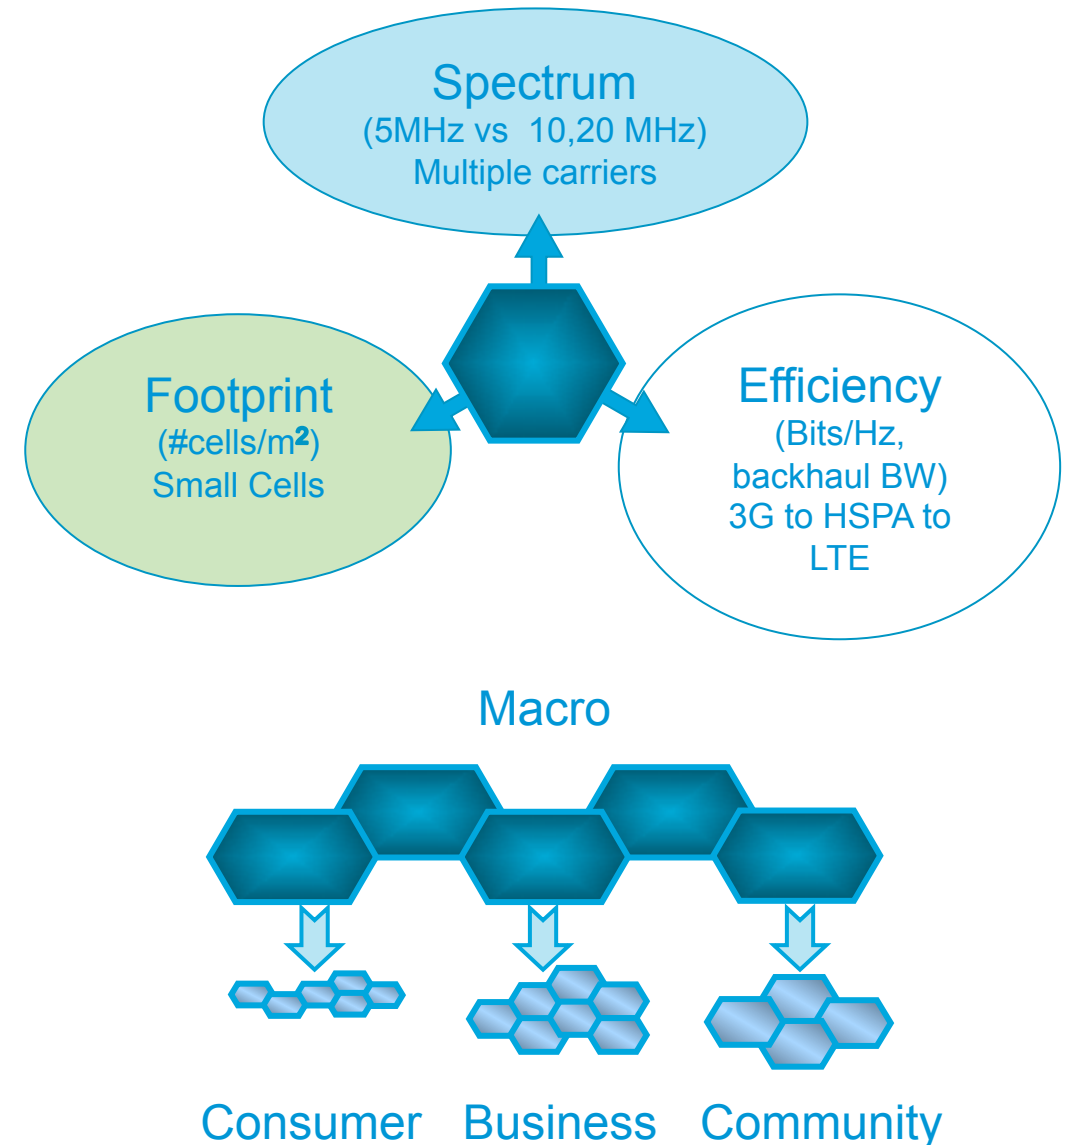 Spectrum
(5MHz vs 10,20 MHz)
Multiple carriers
Footprint
(#cells/m²)
Small Cells
Efficiency
(Bits/Hz,
backhaul BW)
3G to HSPA to
LTE
Macro
Consumer Business Community